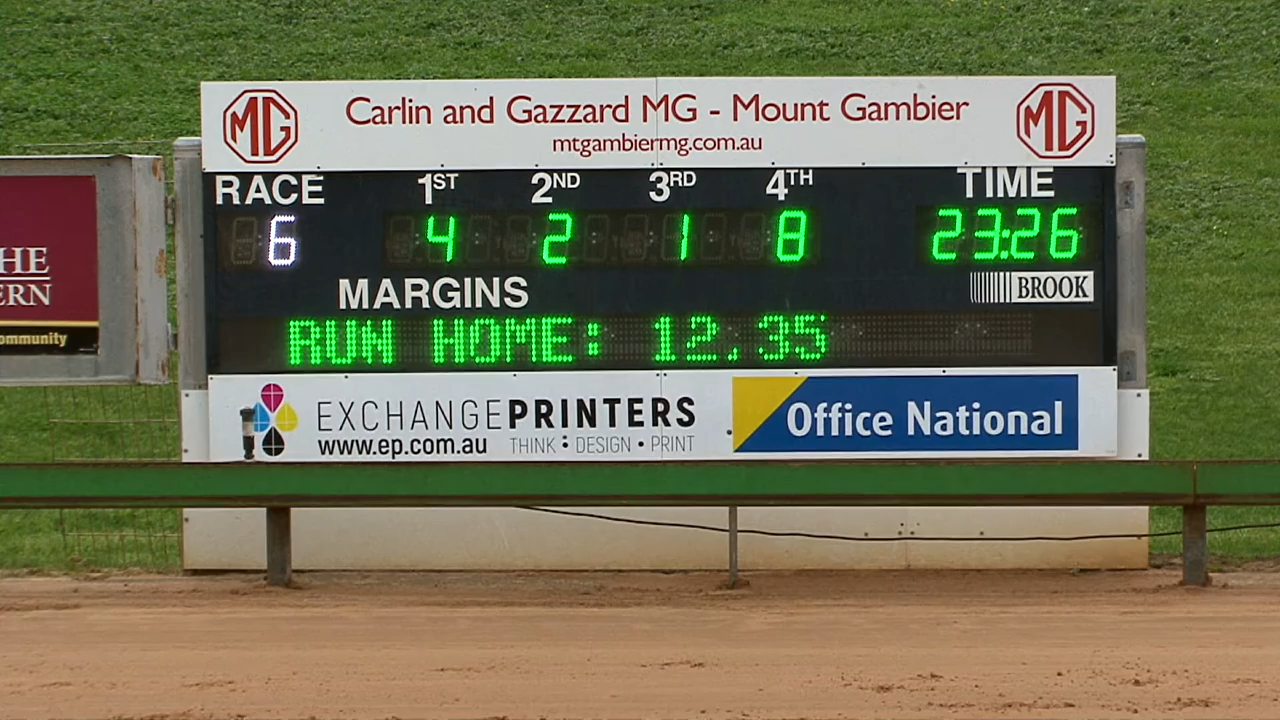 MG Carlin and Gazzard MG - Mount Gambier MG
mtgambiermg.com.au
RACE 1ST 2ND 3RD 4TH TIME
6 4 2 1 8 23:26
MARGINS BROOK
RUN HOME: 12.35
HE
ERN
ommunity
EXCHANGEPRINTERS
www.ep.com.au THINK : DESIGN • PRINT
Office National